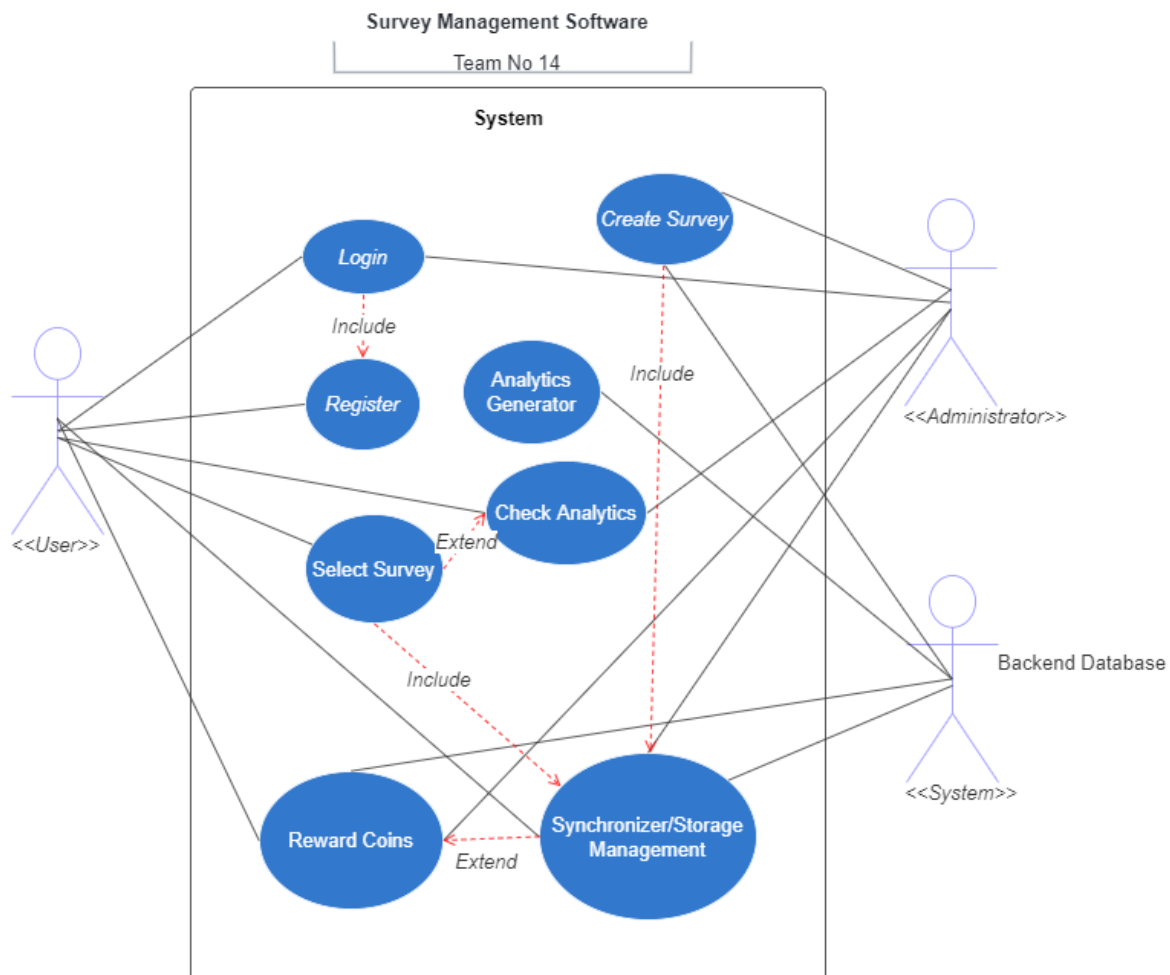 Survey Management Software
Team No 14
System
Create Survey
Login
Include
Include
Analytics
Generator
Register
<<Administrator>>
Check Analytics
Extend
<<User>>
Select Survey
Include
Backend Database
<<System>>
Reward Coins
Extend
Synchronizer/Storage
Management